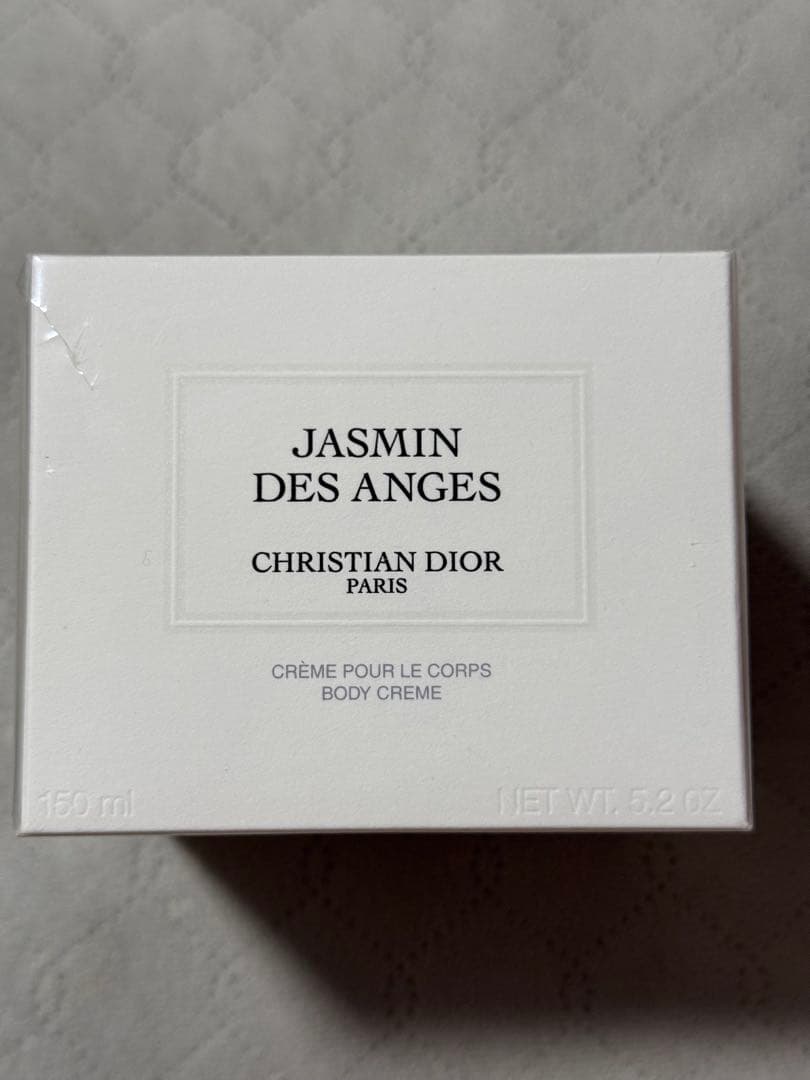 JASMIN
DES ANGES
CHRISTIAN DIOR
PARIS
CRÈME POUR LE CORPS
BODY CREME
150 ml
NET WT. 5.2 OZ